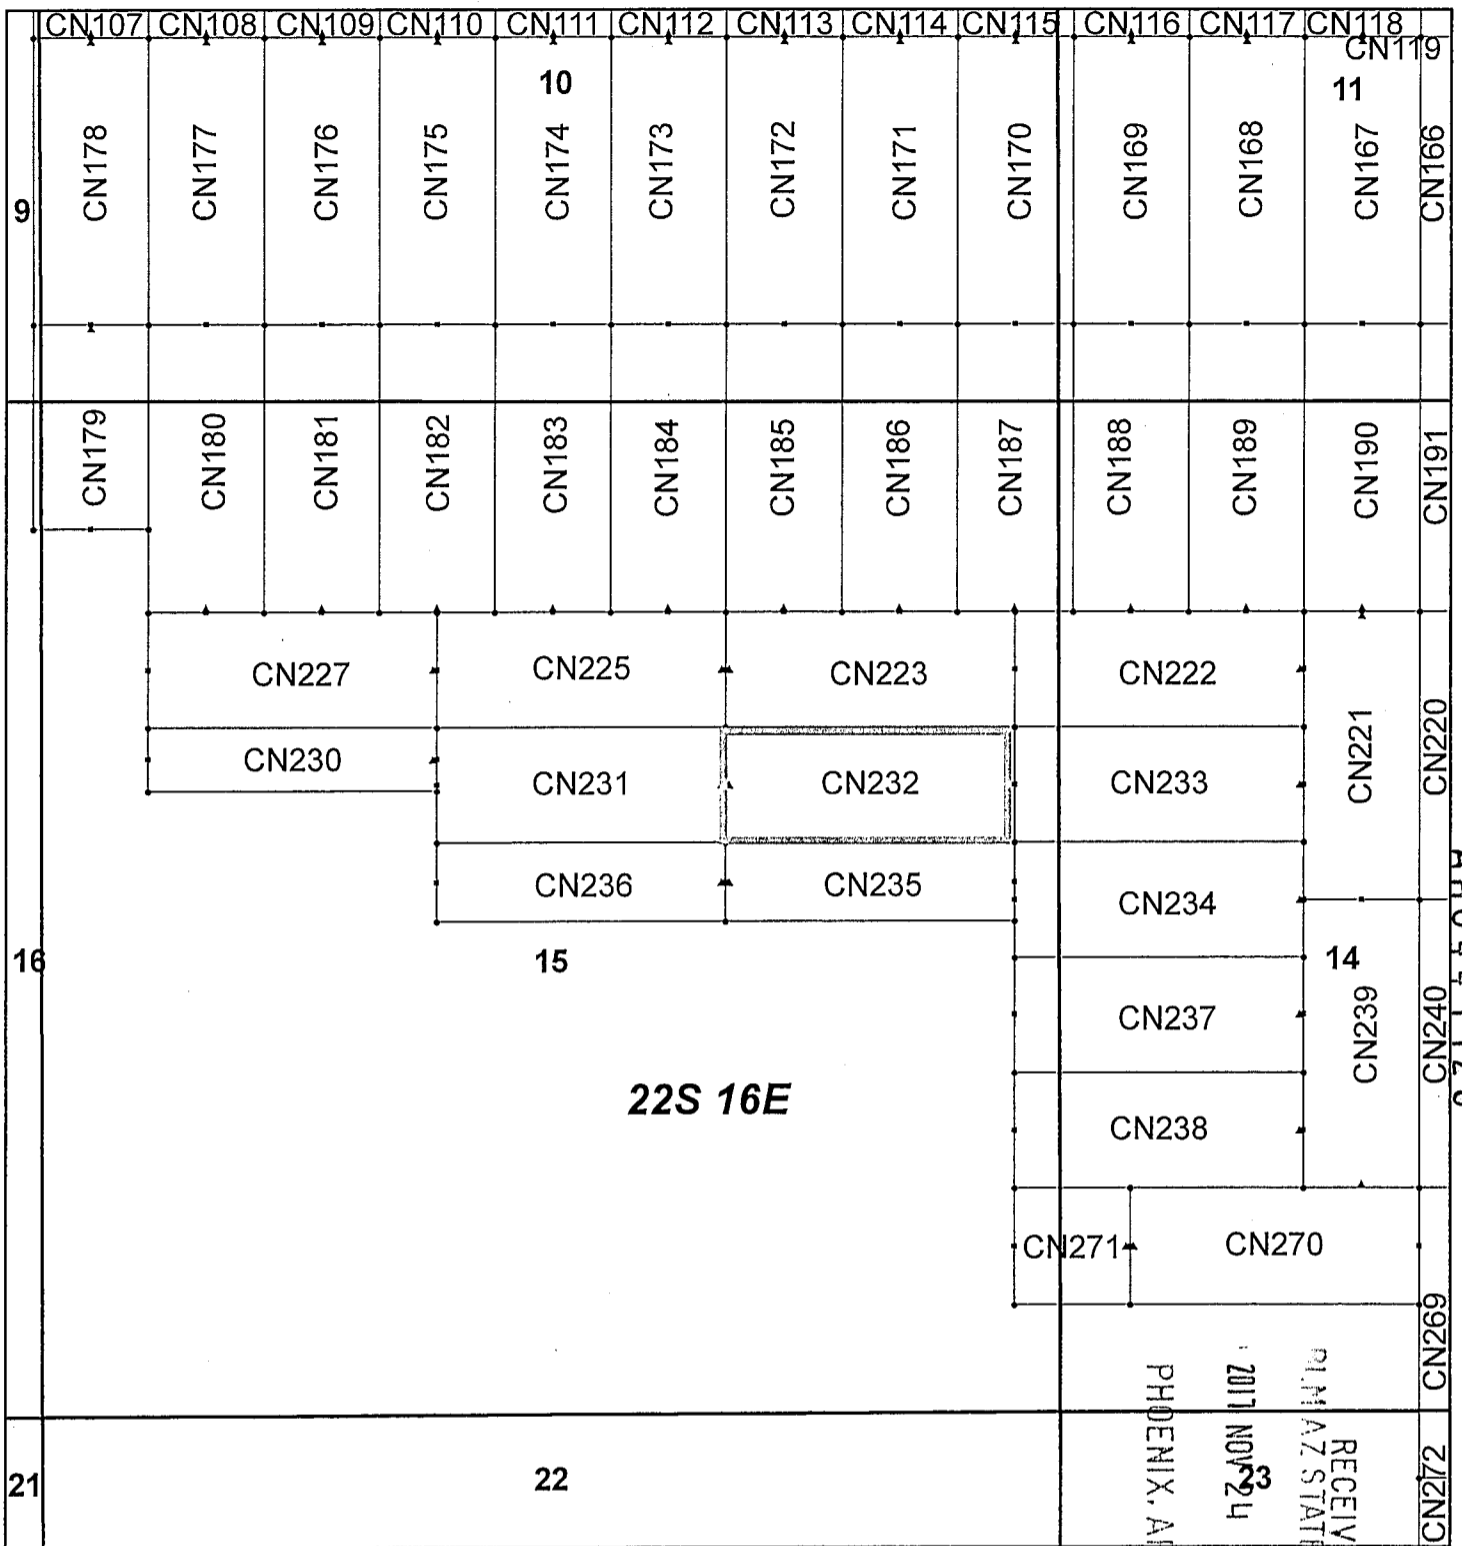 CN107 CN108 CN109 CN110 CN111 CN112 CN113 CN114 CN115 CN116 CN117 CN118
CN119
10
11
CN178 CN177 CN176 CN175 CN174 CN173 CN172 CN171 CN170 CN169 CN168 CN167 CN166
9
CN179 CN180 CN181 CN182 CN183 CN184 CN185 CN186 CN187 CN188 CN189 CN190 CN191
CN227 CN225 CN223 CN222
CN221
CN220
CN230 CN231 CN232 CN233
CN236 CN235 CN234
16
15
14
CN237
CN239
CN240
22S 16E
CN238
CN271 CN270
CN269
RECEIV
AZ STATE
2017 NOV 24
PHOENIX, A
21
22
23
CN272